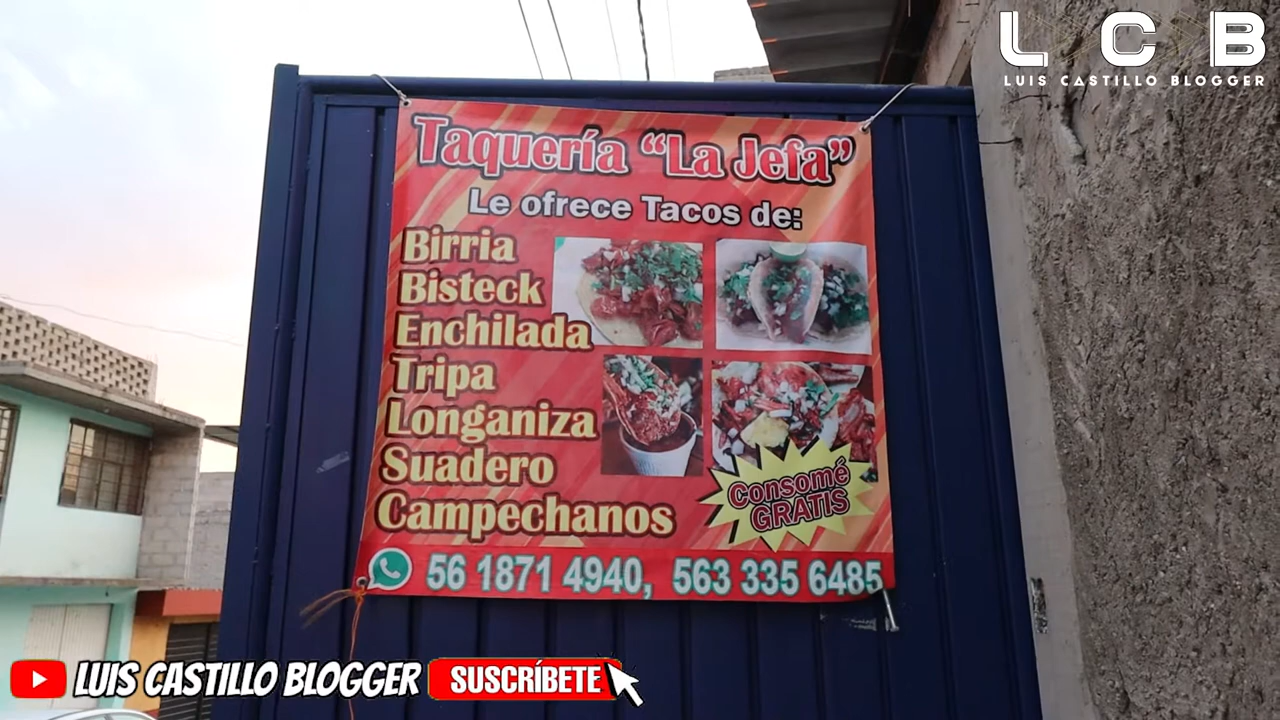 L C B
LUIS CASTILLO BLOGGER
Taquería “La Jefa”
Le ofrece Tacos de:
Birria
Bisteck
Enchilada
Tripa
Longaniza
Suadero
Campechanos
Consomé
GRATIS
56 1871 4940, 563 335 6485
LUIS CASTILLO BLOGGER SUSCRÍBETE